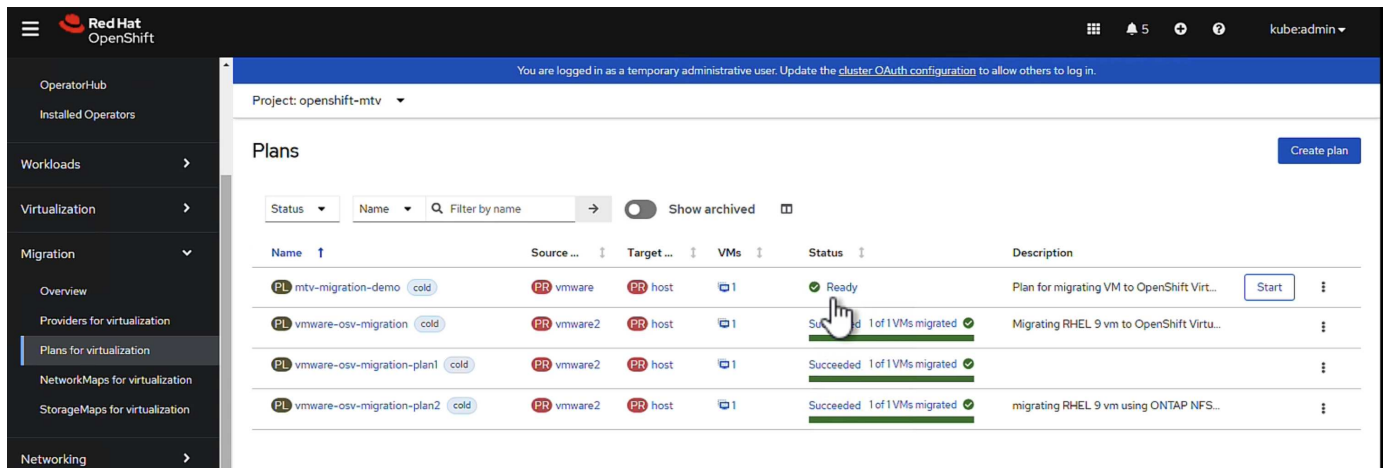 Red Hat
OpenShift
5
kube:admin
You are logged in as a temporary administrative user. Update the cluster OAuth configuration to allow others to log in.
OperatorHub
Installed Operators
Workloads
Virtualization
Migration
Overview
Providers for virtualization
Plans for virtualization
NetworkMaps for virtualization
StorageMaps for virtualization
Networking
Project: openshift-mtv
Plans
Create plan
Status Name Filter by name Show archived
Name Source ... Target ... VMs Status Description
PL mtv-migration-demo cold PR vmware PR host 1 Ready Plan for migrating VM to OpenShift Virt... Start
PL vmware-osv-migration cold PR vmware2 PR host 1 1 of 1 VMs migrated Migrating RHEL 9 vm to OpenShift Virtu...
PL vmware-osv-migration-plan1 cold PR vmware2 PR host 1 Succeeded 1 of 1 VMs migrated
PL vmware-osv-migration-plan2 cold PR vmware2 PR host 1 Succeeded 1 of 1 VMs migrated migrating RHEL 9 vm using ONTAP NFS...